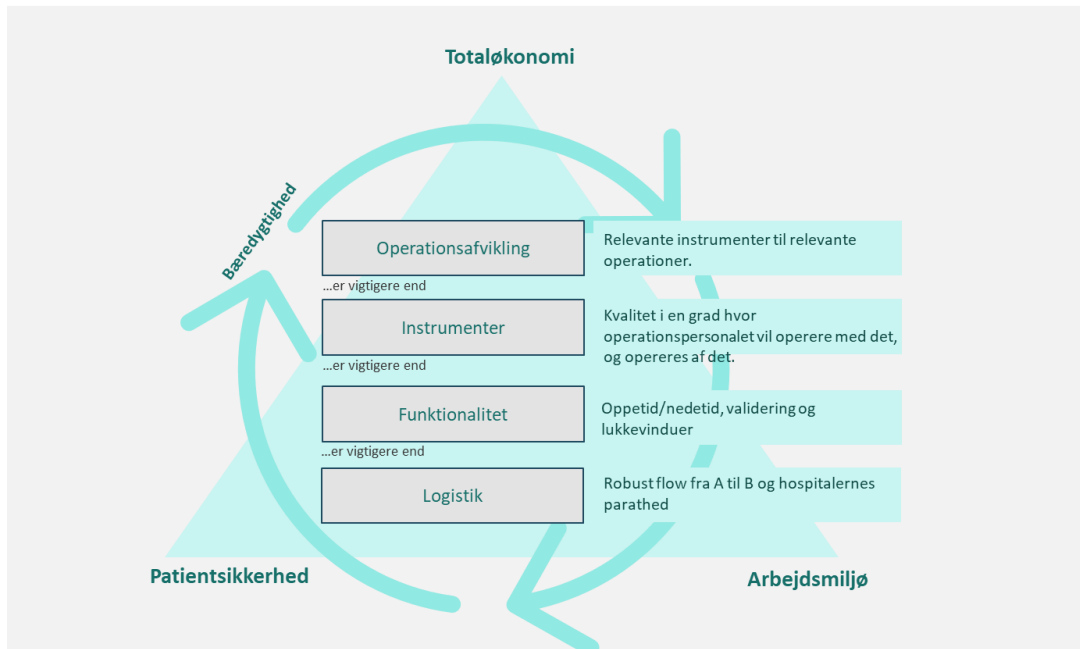 Totaløkonomi
Bæredygtighed
Operationsafvikling
Relevante instrumenter til relevante
operationer.
...er vigtigere end
Instrumenter
Kvalitet i en grad hvor
operationspersonalet vil operere med det,
og opereres af det.
...er vigtigere end
Funktionalitet
Oppetid/nedetid, validering og
lukkevinduer
...er vigtigere end
Logistik
Robust flow fra A til B og hospitalernes
parathed
Patientsikkerhed
Arbejdsmiljø